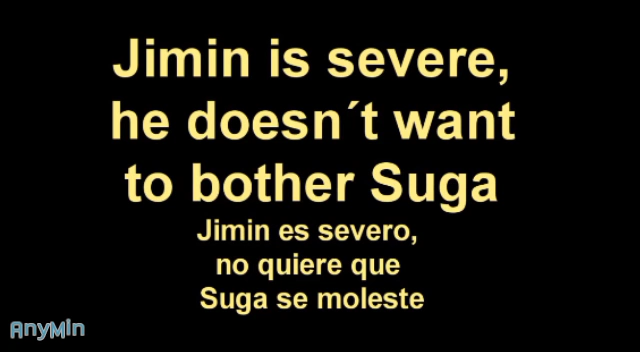 Jimin is severe,
he doesn´t want
to bother Suga
Jimin es severo,
no quiere que
Suga se moleste
AnyMin